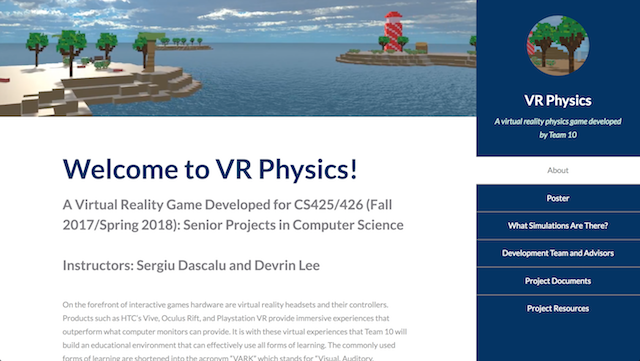 Welcome to VR Physics!
A Virtual Reality Game Developed for CS425/426 (Fall
2017/Spring 2018): Senior Projects in Computer Science
Instructors: Sergiu Dascalu and Devrin Lee
On the forefront of interactive games hardware are virtual reality headsets and their controllers.
Products such as HTC's Vive, Oculus Rift, and Playstation VR provide immersive experiences that
outperform what computer monitors can provide. It is with these virtual experiences that Team 10 will
build an educational environment that can effectively use all forms of learning. The commonly used
forms of learning are shortened into the acronym "VARK" which stands for "Visual, Auditory,
VR Physics
A virtual reality physics game developed
by Team 10
About
Poster
What Simulations Are There?
Development Team and Advisors
Project Documents
Project Resources